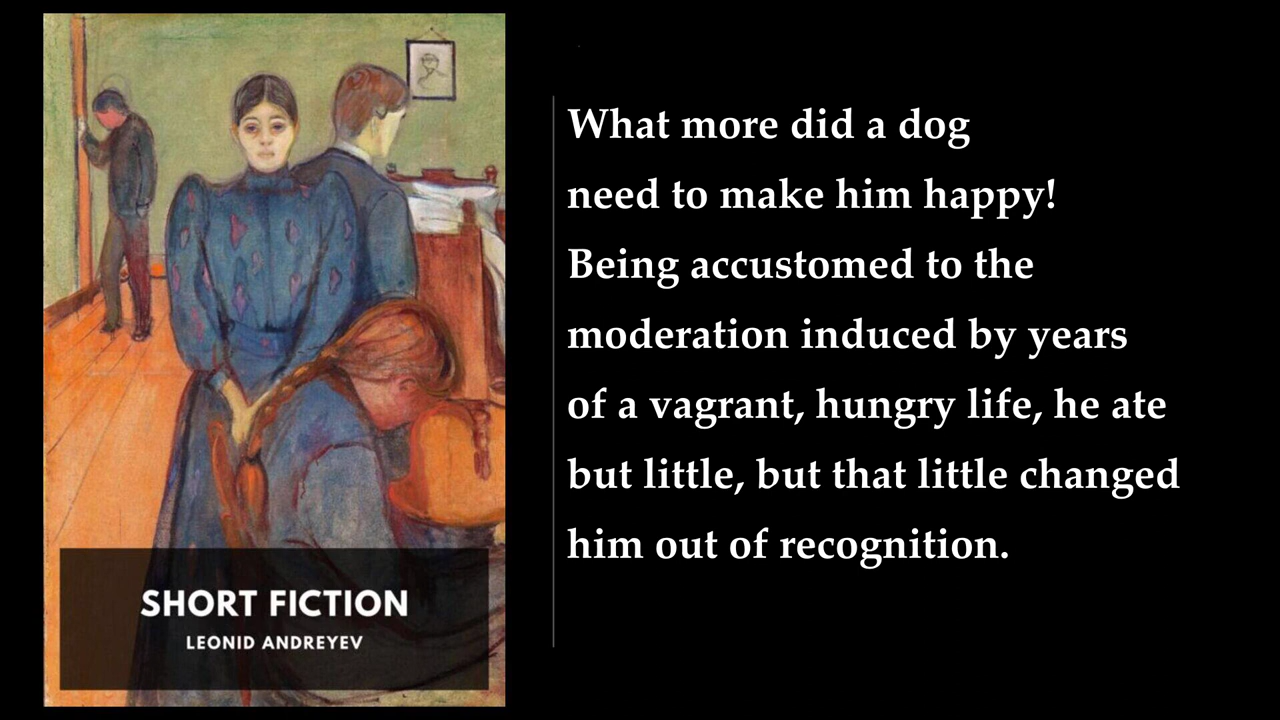 What more did a dog
need to make him happy!
Being accustomed to the
moderation induced by years
of a vagrant, hungry life, he ate
but little, but that little changed
him out of recognition.
SHORT FICTION
LEONID ANDREYEV